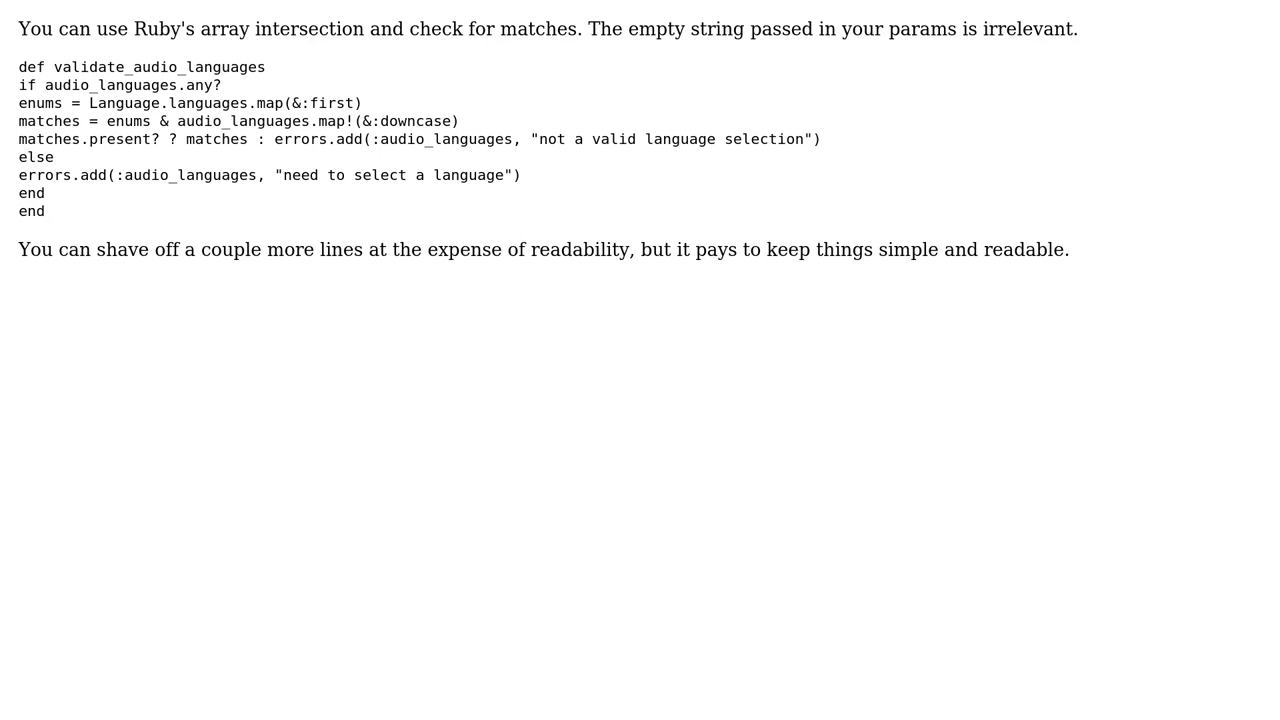 You can use Ruby's array intersection and check for matches. The empty string passed in your params is irrelevant.
def validate_audio_languages
if audio_languages.any?
enums = Language.languages.map(&:first)
matches = enums & audio_languages.map!(&:downcase)
matches.present? ? matches : errors.add(:audio_languages, "not a valid language selection")
else
errors.add(:audio_languages, "need to select a language")
end
end
You can shave off a couple more lines at the expense of readability, but it pays to keep things simple and readable.